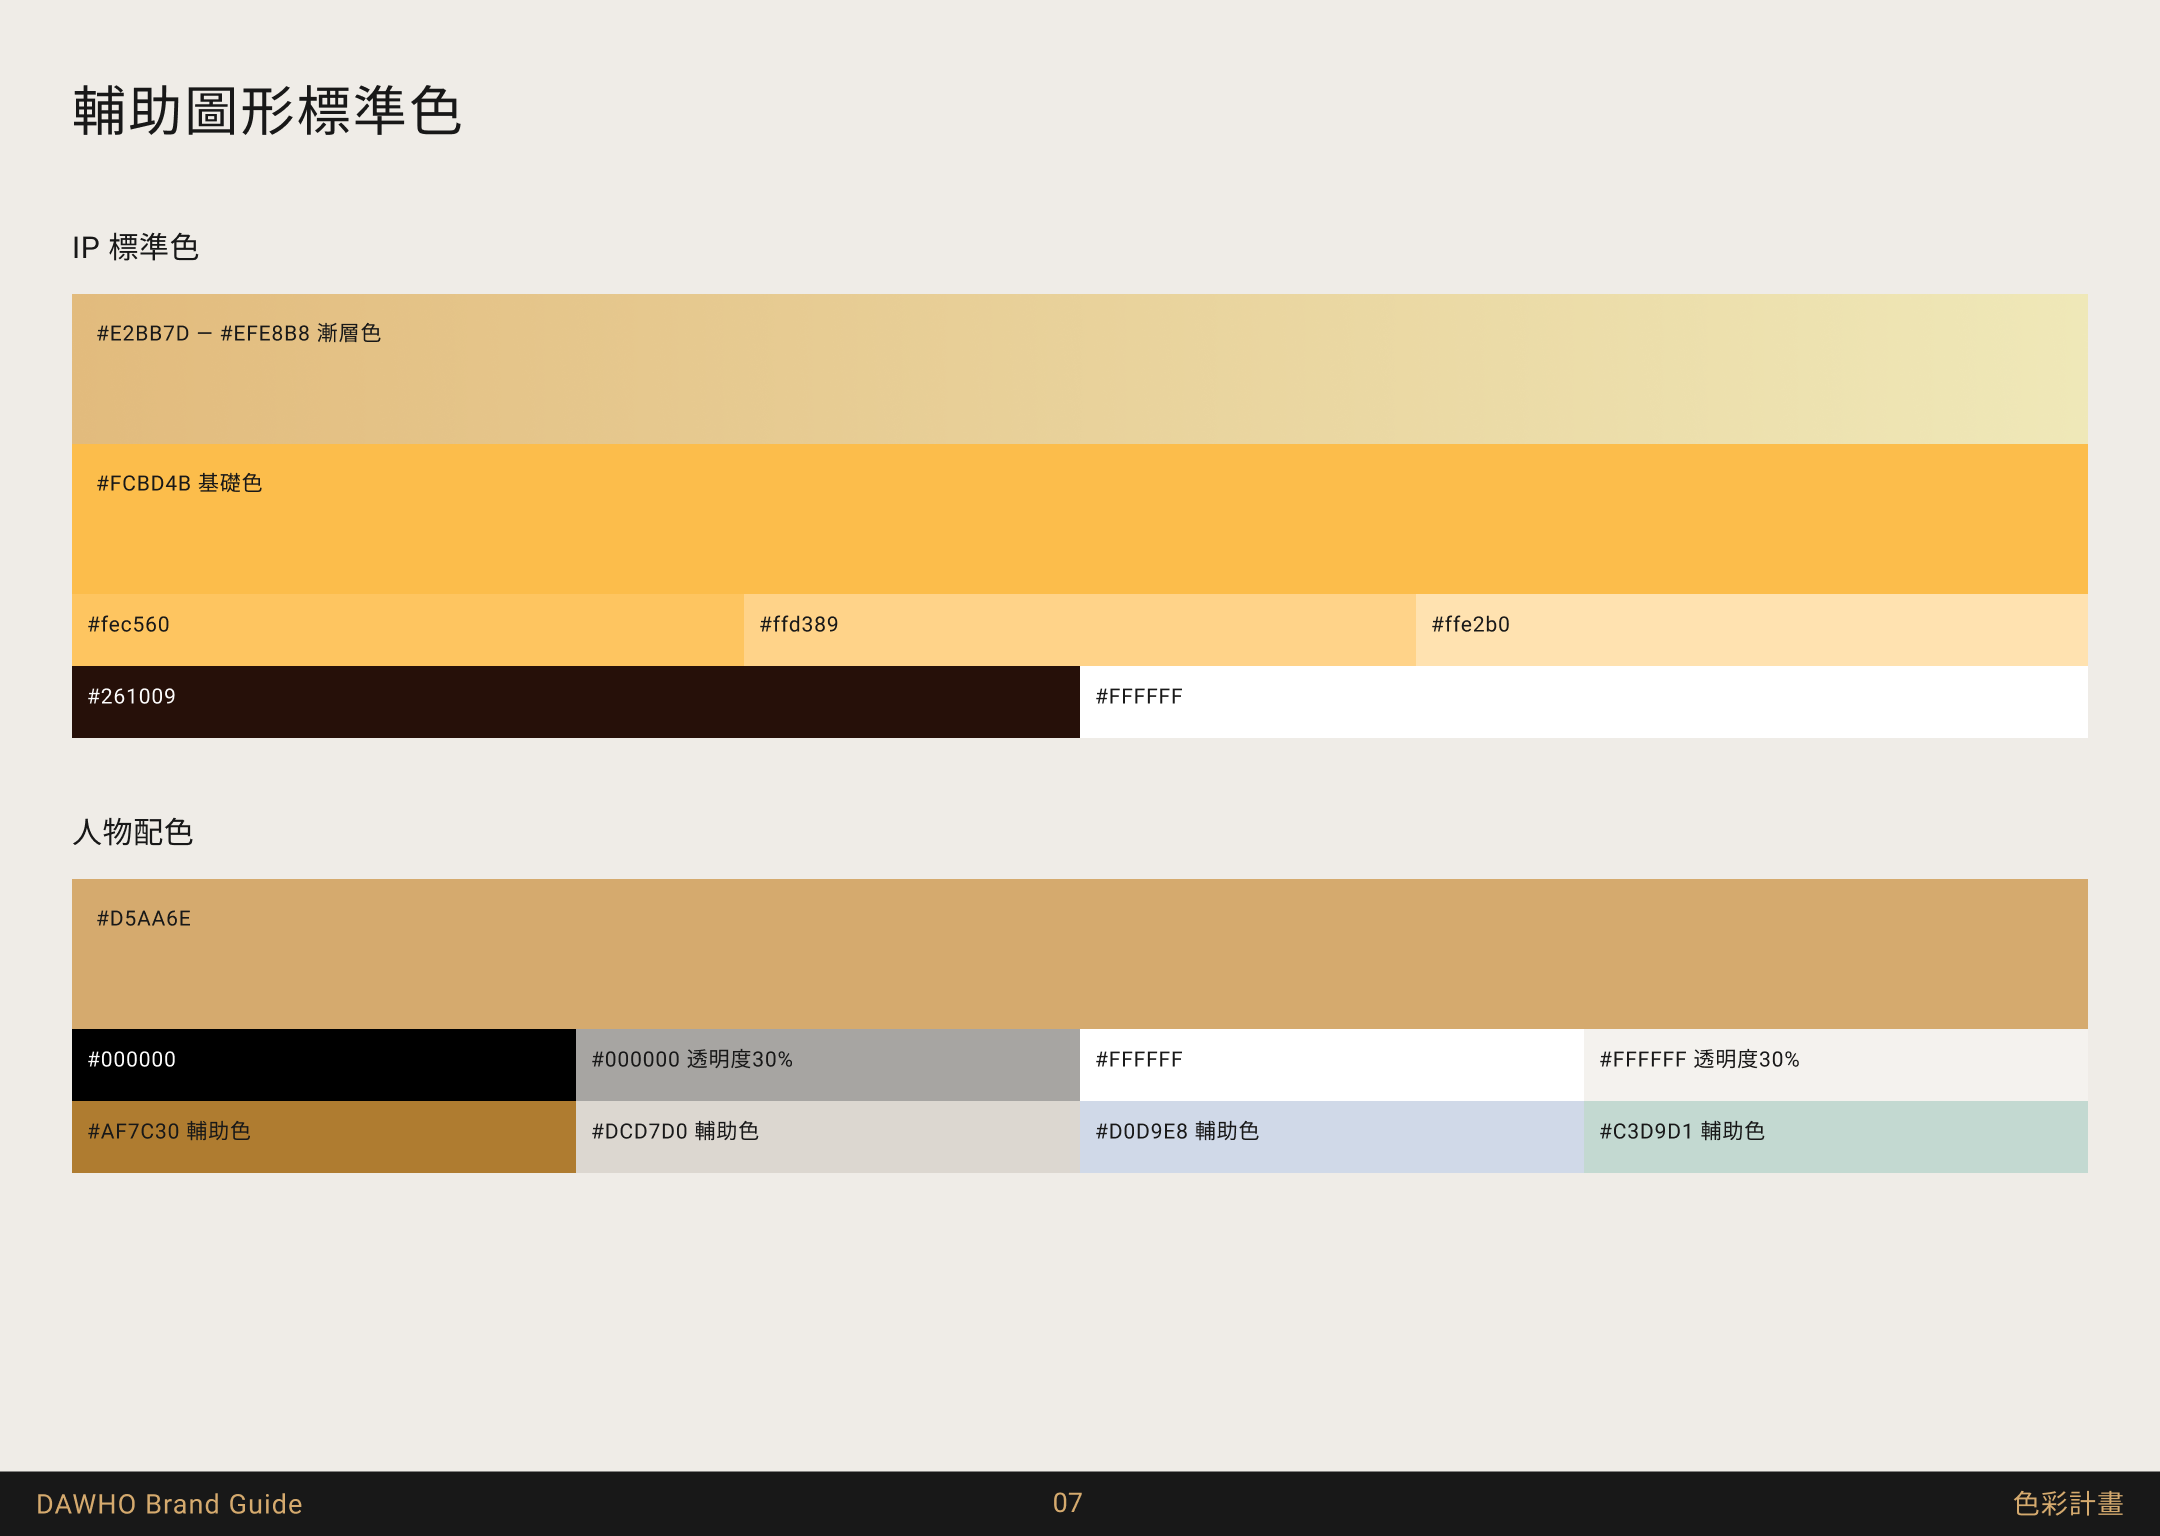 輔助圖形標準色
IP 標準色
#E2BB7D — #EFE8B8 漸層色
#FCBD4B 基礎色
#fec560
#ffd389
#ffe2b0
#261009
#FFFFFF
人物配色
#D5AA6E
#000000
#000000 透明度30%
#FFFFFF
#FFFFFF 透明度30%
#AF7C30 輔助色
#DCD7D0 輔助色
#D0D9E8 輔助色
#C3D9D1 輔助色
DAWHO Brand Guide
07
色彩計畫